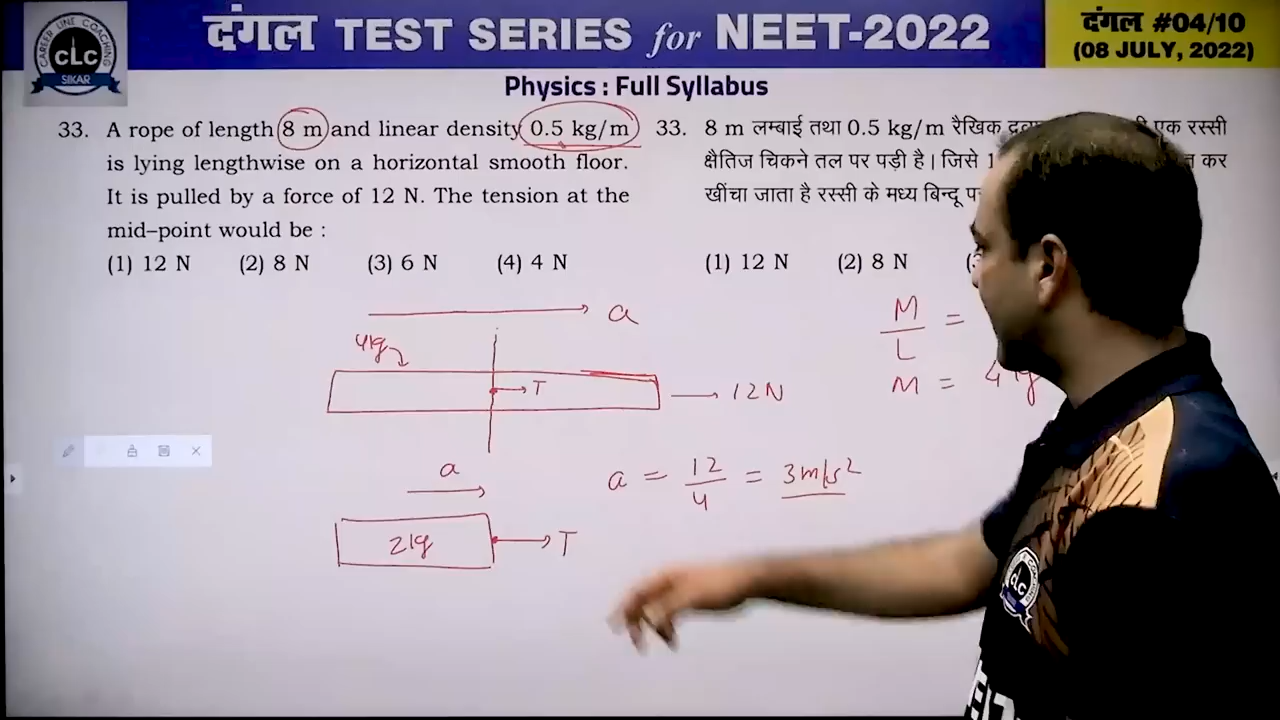 CAREER LINE COACHING
CLC
SIKAR
दंगल TEST SERIES for NEET-2022
दंगल #04/10
(08 JULY, 2022)
Physics : Full Syllabus
33. A rope of length 8 m and linear density 0.5 kg/m
is lying lengthwise on a horizontal smooth floor.
It is pulled by a force of 12 N. The tension at the
mid–point would be :
(1) 12 N (2) 8 N (3) 6 N (4) 4 N
33. 8 m लम्बाई तथा 0.5 kg/m रैखिक एक रस्सी
क्षैतिज चिकने तल पर पड़ी है। जिसे कर
खींचा जाता है रस्सी के मध्य बिन्दू
(1) 12 N (2) 8 N
a
4kg
T
12N
M/L =
M = 4kg
a
a = 12/4 = 3m/s²
2kg
T
CLC